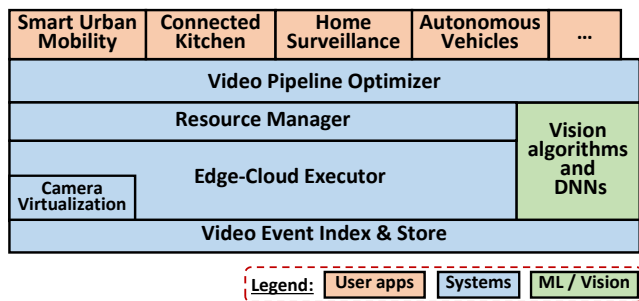 Smart Urban
Mobility
Connected
Kitchen
Home
Surveillance
Autonomous
Vehicles
...
Video Pipeline Optimizer
Resource Manager
Vision
algorithms
and
DNNs
Edge-Cloud Executor
Camera
Virtualization
Video Event Index & Store
Legend: User apps Systems ML / Vision